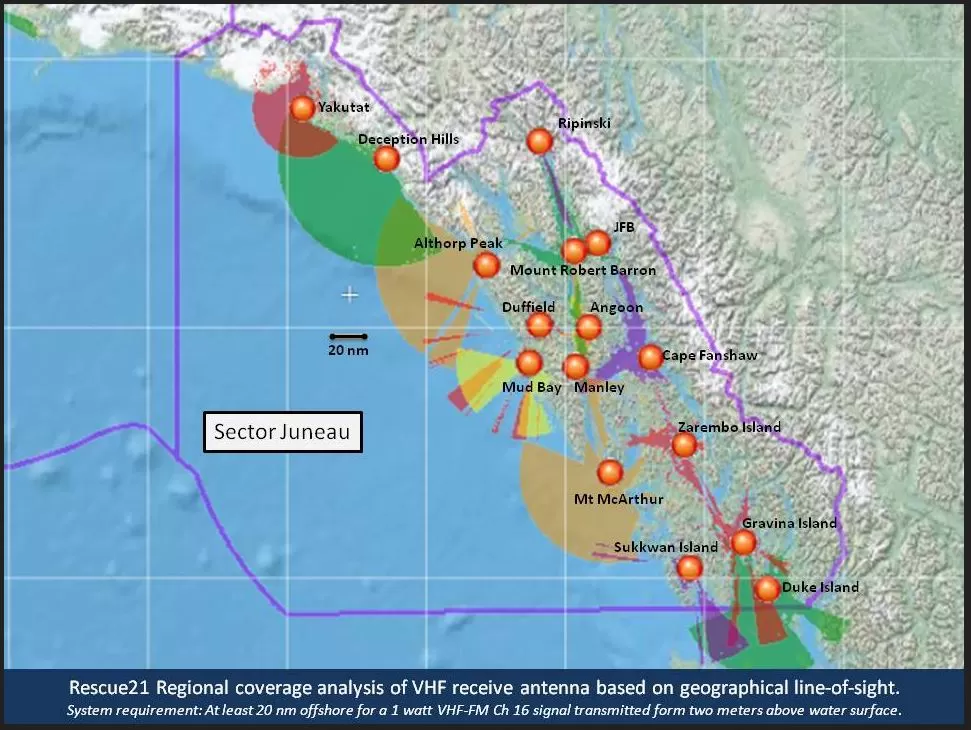 Yakutat
Ripinski
Deception Hills
JFB
Althorp Peak
Mount Robert Barron
Duffield
Angoon
20 nm
Cape Fanshaw
Mud Bay
Manley
Sector Juneau
Zarembo Island
Mt McArthur
Gravina Island
Sukkwan Island
Duke Island
Rescue21 Regional coverage analysis of VHF receive antenna based on geographical line-of-sight.
System requirement: At least 20 nm offshore for a 1 watt VHF-FM Ch 16 signal transmitted form two meters above water surface.